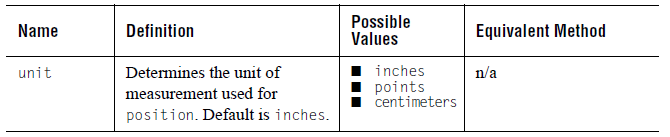 Name Definition Possible Values Equivalent Method
unit Determines the unit of measurement used for position. Default is inches. ■ inches ■ points ■ centimeters n/a